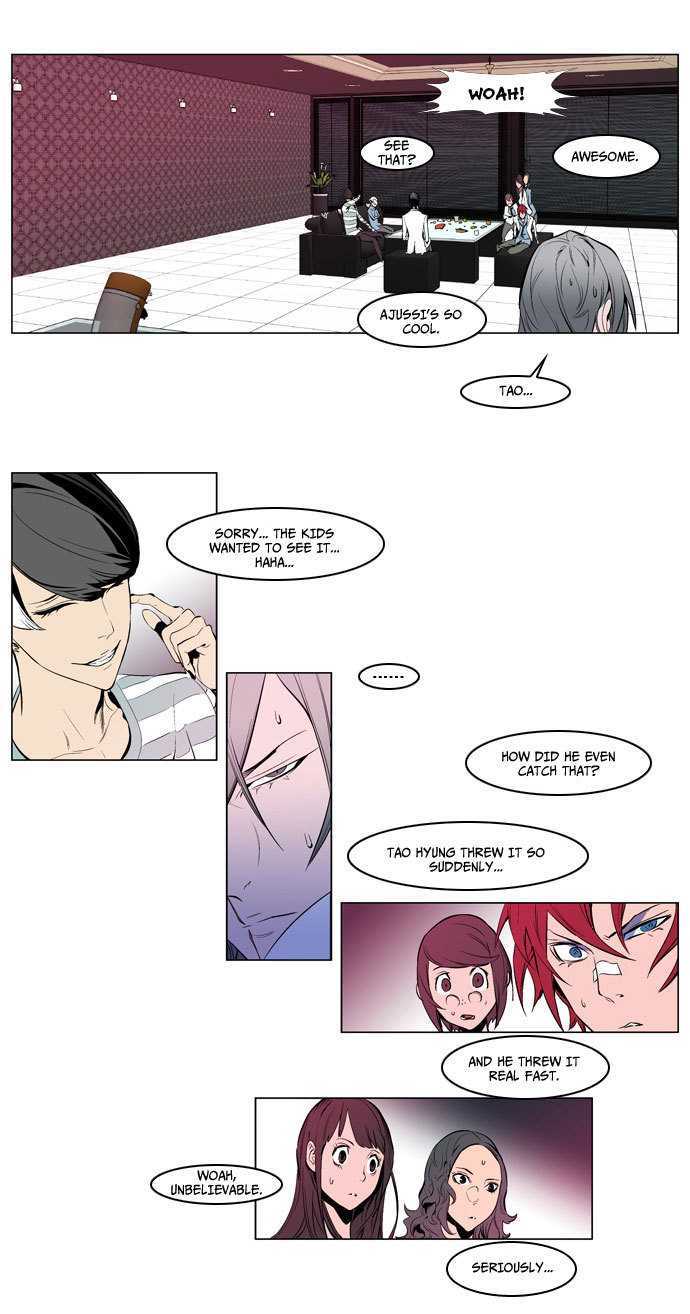 WOAH!
SEE
THAT?
AWESOME.
AJUSSI'S SO
COOL.
TAO...
SORRY... THE KIDS
WANTED TO SEE IT...
HAHA...
------
HOW DID HE EVEN
CATCH THAT?
TAO HYUNG THREW IT SO
SUDDENLY...
AND HE THREW IT
REAL FAST.
WOAH,
UNBELIEVABLE.
SERIOUSLY...